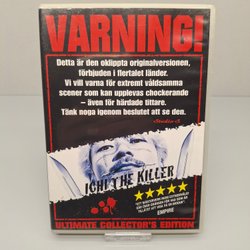 VARNING!
Detta är den oklippta originalversionen,
förbjuden i flertalet länder.
Vi vill varna för extremt våldsamma
scener som kan upplevas chockerande
– även för härdade tittare.
Tänk noga igenom beslutet att se den.
Studio S
ICHI THE KILLER
EMPIRE
ULTIMATE COLLECTOR'S EDITION